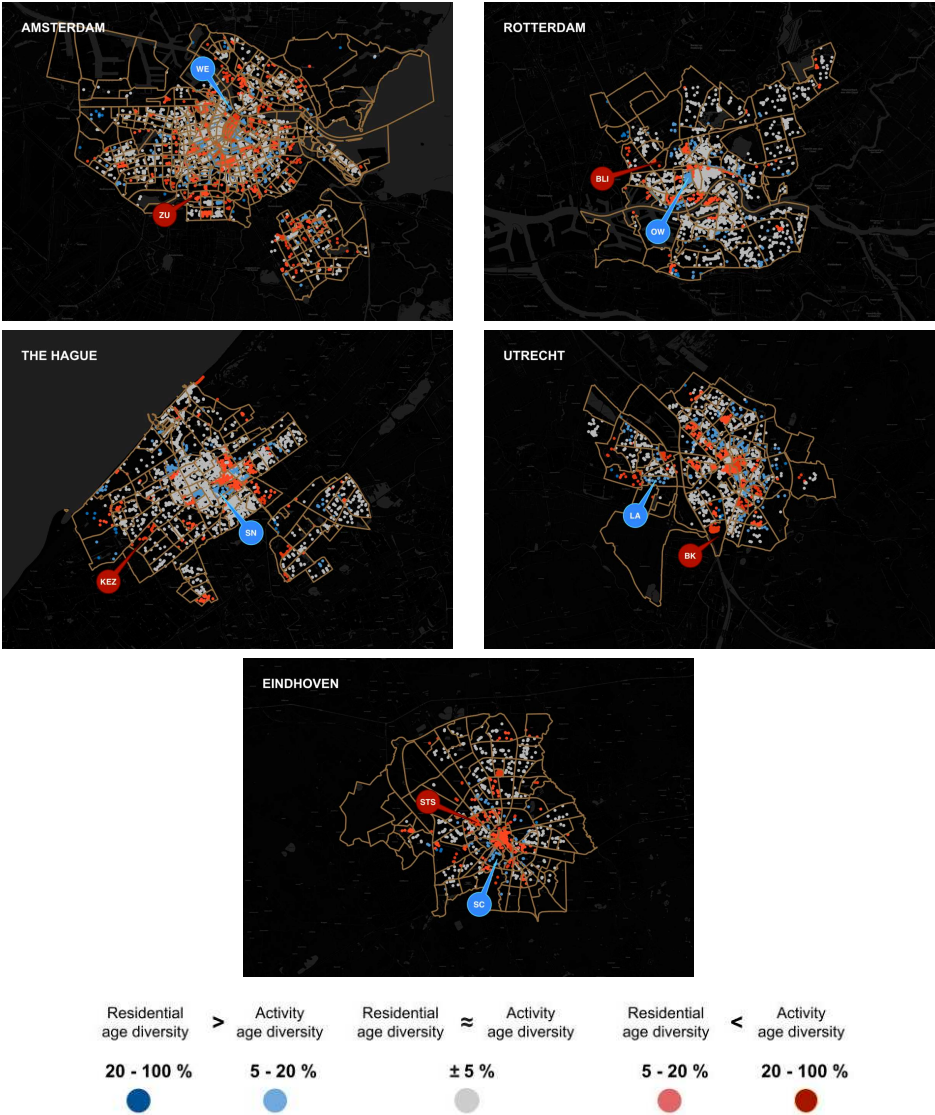 AMSTERDAM
WE
ZU
ROTTERDAM
BLI
OW
THE HAGUE
SN
KEZ
UTRECHT
LA
BK
EINDHOVEN
STS
SC
Residential
age diversity
>
Activity
age diversity
Residential
age diversity
≈
Activity
age diversity
Residential
age diversity
<
Activity
age diversity
20 - 100 %
5 - 20 %
± 5 %
5 - 20 %
20 - 100 %